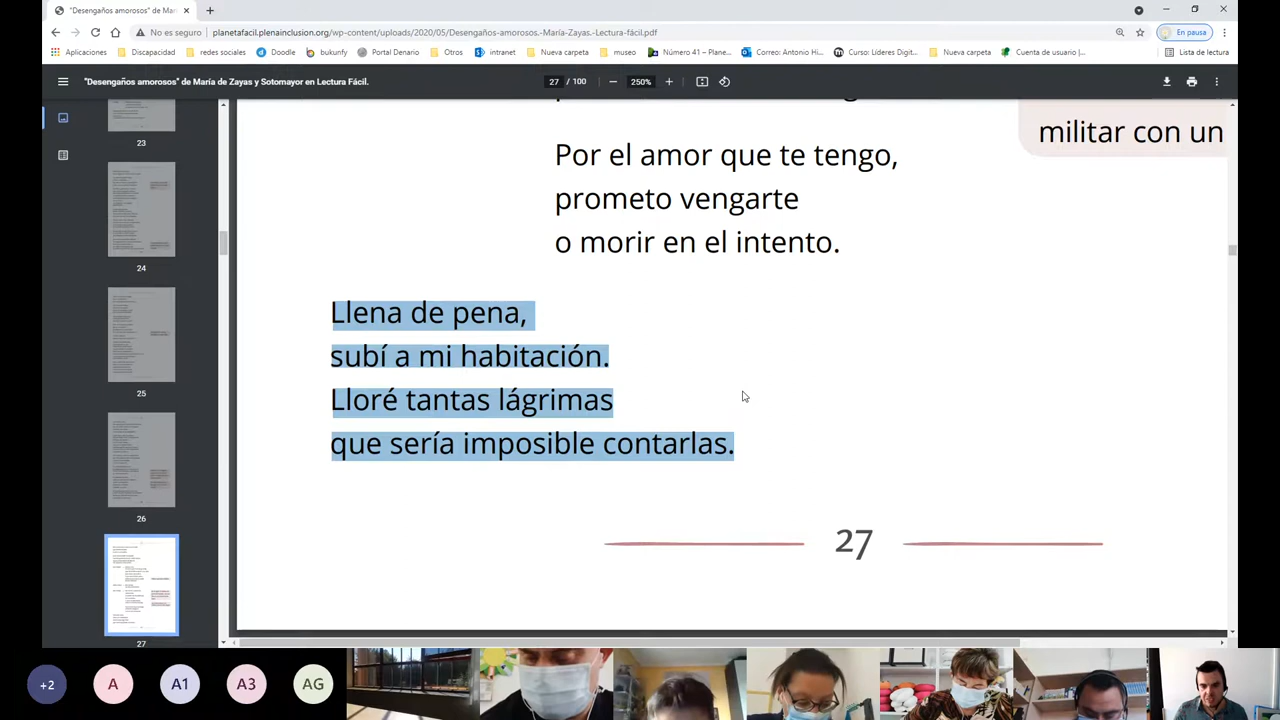 "Desengaños amorosos" de Mar
No es seguro
planetafacil.plenainclusion.org/wp-content/uploads/2020/05/Desengaños-amorosos.-María-Zayas.-Lectura-fácil.pdf
En pausa
Aplicaciones
Discapacidad
redes sociales
Doodle
bukunfy
Portal Denario
Otros
intranet
Nueva carpeta
museo
Número 41 – Plane...
Correo: Antonio Hi...
Curso: Líderes Digit...
Nueva carpeta
Cuenta de usuario|...
Lista de lectura
"Desengaños amorosos" de María de Zayas y Sotomayor en Lectura Fácil.
27 / 100
250%
23
24
25
26
27
militar con un
Por el amor que te tengo,
prometo vengarte
o morir en el intento.
Llena de pena,
subí a mi habitación.
Lloré tantas lágrimas
que sería imposible contarlas.
27
+2
A
A1
A3
AG